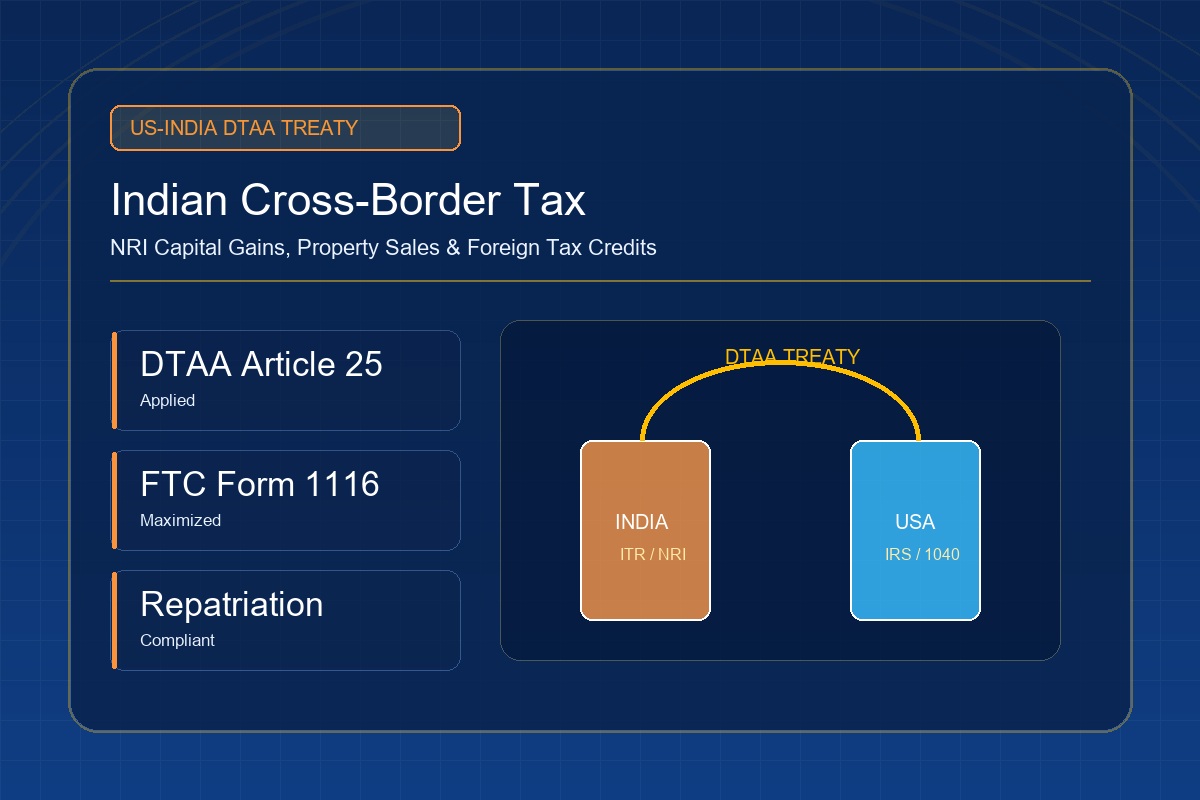 US-INDIA DTAA TREATY
Indian Cross-Border Tax
NRI Capital Gains, Property Sales & Foreign Tax Credits
DTAA Article 25
Applied
FTC Form 1116
Maximized
Repatriation
Compliant
DTAA TREATY
INDIA
ITR / NRI
USA
IRS / 1040